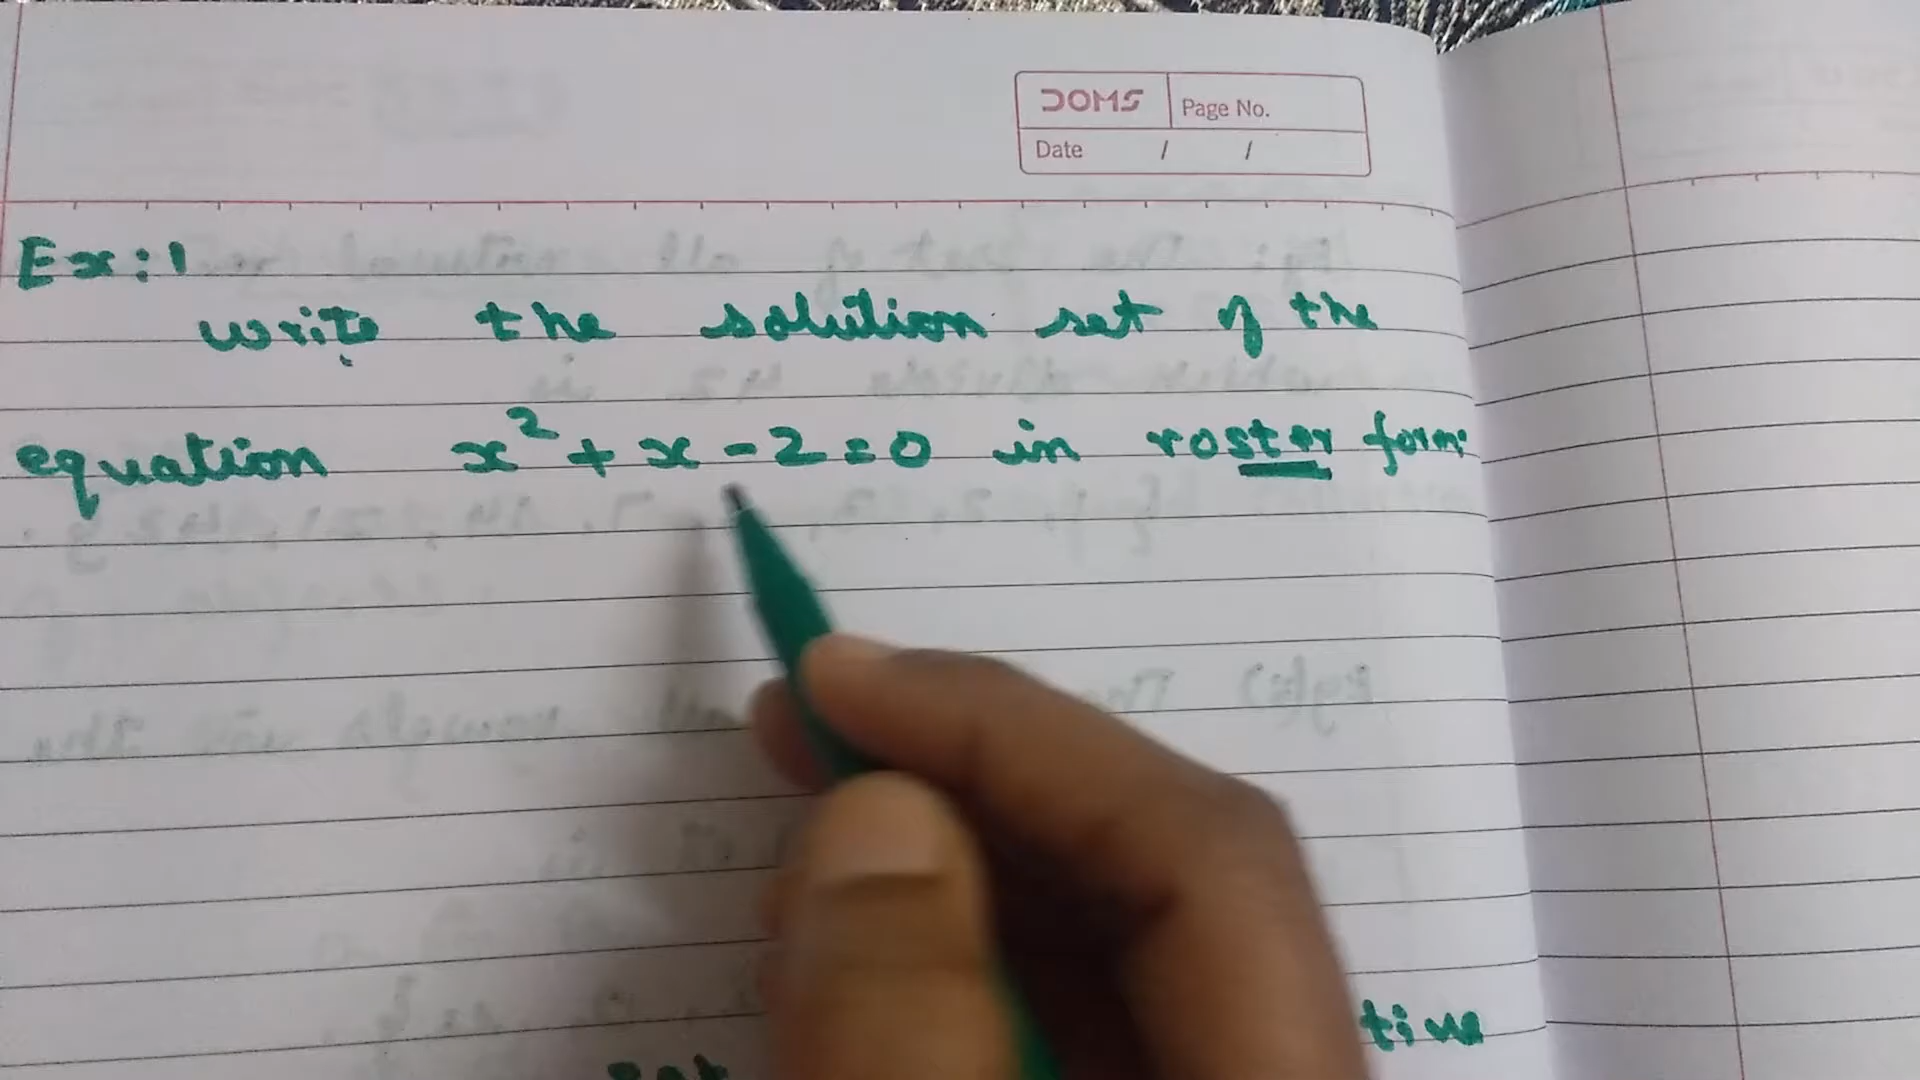 DOMS
Page No.
Date / /
Ex:1
write the solution set of the
equation x² + x - 2 = 0 in roster form: